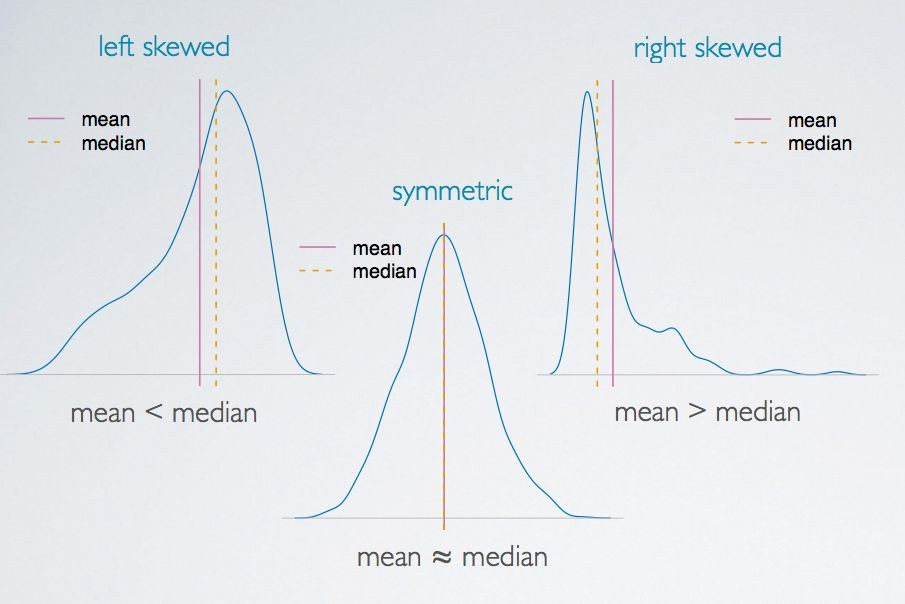 left skewed
mean
median
mean < median
symmetric
mean
median
mean ≈ median
right skewed
mean
median
mean > median